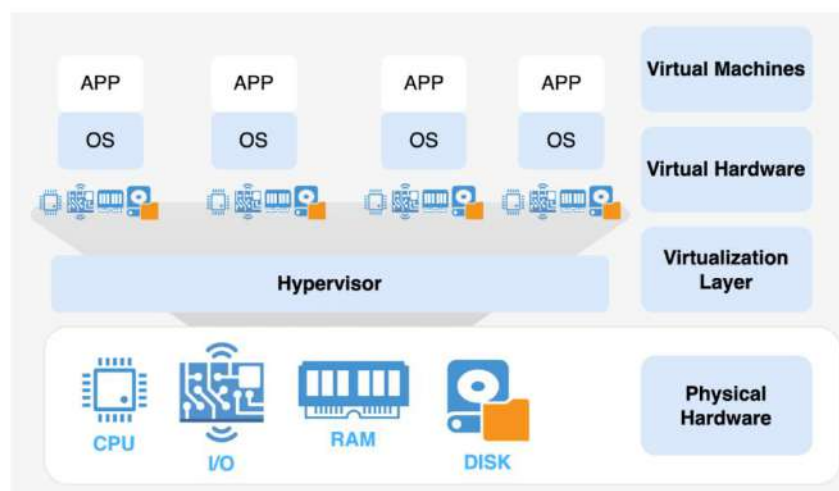 APP
APP
APP
APP
Virtual Machines
OS
OS
OS
OS
Virtual Hardware
Hypervisor
Virtualization
Layer
CPU
I/O
RAM
DISK
Physical
Hardware